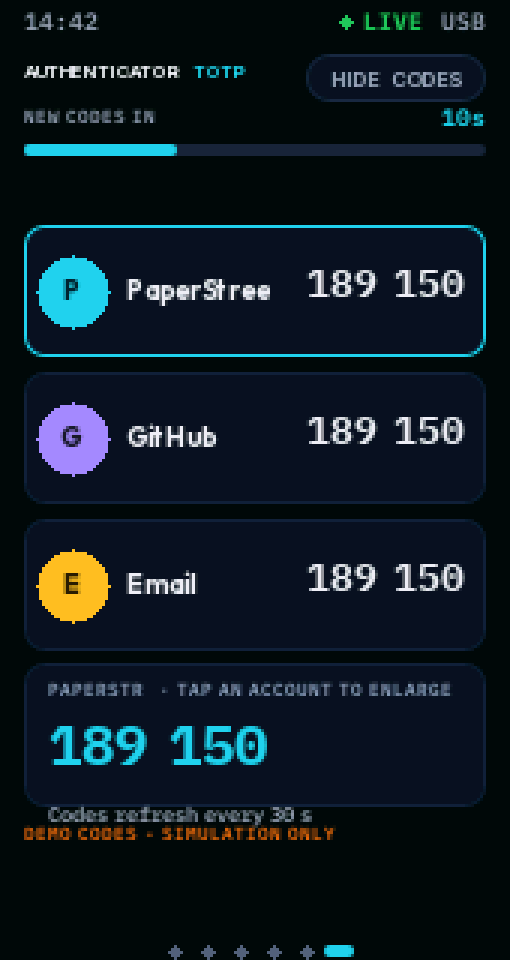 14:42 LIVE USB
AUTHENTICATOR TOTP HIDE CODES
NEW CODES IN 10s
P PaperStree 189 150
G GitHub 189 150
E Email 189 150
PAPERSTR - TAP AN ACCOUNT TO ENLARGE
189 150
Codes refresh every 30 s
DEMO CODES - SIMULATION ONLY